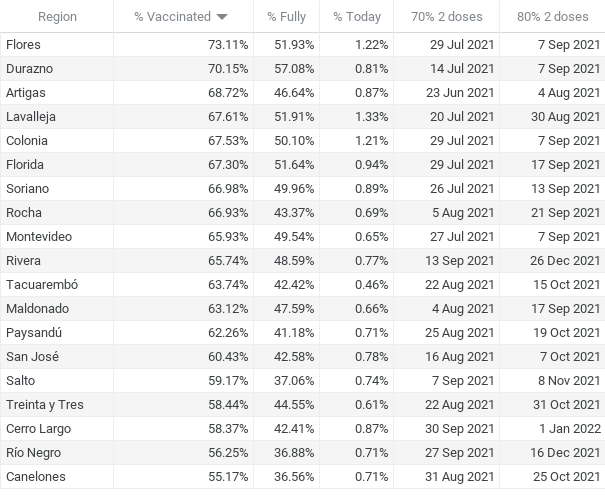 Region % Vaccinated % Fully % Today 70% 2 doses 80% 2 doses
Flores 73.11% 51.93% 1.22% 29 Jul 2021 7 Sep 2021
Durazno 70.15% 57.08% 0.81% 14 Jul 2021 7 Sep 2021
Artigas 68.72% 46.64% 0.87% 23 Jun 2021 4 Aug 2021
Lavalleja 67.61% 51.91% 1.33% 20 Jul 2021 30 Aug 2021
Colonia 67.53% 50.10% 1.21% 29 Jul 2021 7 Sep 2021
Florida 67.30% 51.64% 0.94% 29 Jul 2021 17 Sep 2021
Soriano 66.98% 49.96% 0.89% 26 Jul 2021 13 Sep 2021
Rocha 66.93% 43.37% 0.69% 5 Aug 2021 21 Sep 2021
Montevideo 65.93% 49.54% 0.65% 27 Jul 2021 7 Sep 2021
Rivera 65.74% 48.59% 0.77% 13 Sep 2021 26 Dec 2021
Tacuarembó 63.74% 42.42% 0.46% 22 Aug 2021 15 Oct 2021
Maldonado 63.12% 47.59% 0.66% 4 Aug 2021 17 Sep 2021
Paysandú 62.26% 41.18% 0.71% 25 Aug 2021 19 Oct 2021
San José 60.43% 42.58% 0.78% 16 Aug 2021 7 Oct 2021
Salto 59.17% 37.06% 0.74% 7 Sep 2021 8 Nov 2021
Treinta y Tres 58.44% 44.55% 0.61% 22 Aug 2021 31 Oct 2021
Cerro Largo 58.37% 42.41% 0.87% 30 Sep 2021 1 Jan 2022
Río Negro 56.25% 36.88% 0.71% 27 Sep 2021 16 Dec 2021
Canelones 55.17% 36.56% 0.71% 31 Aug 2021 25 Oct 2021